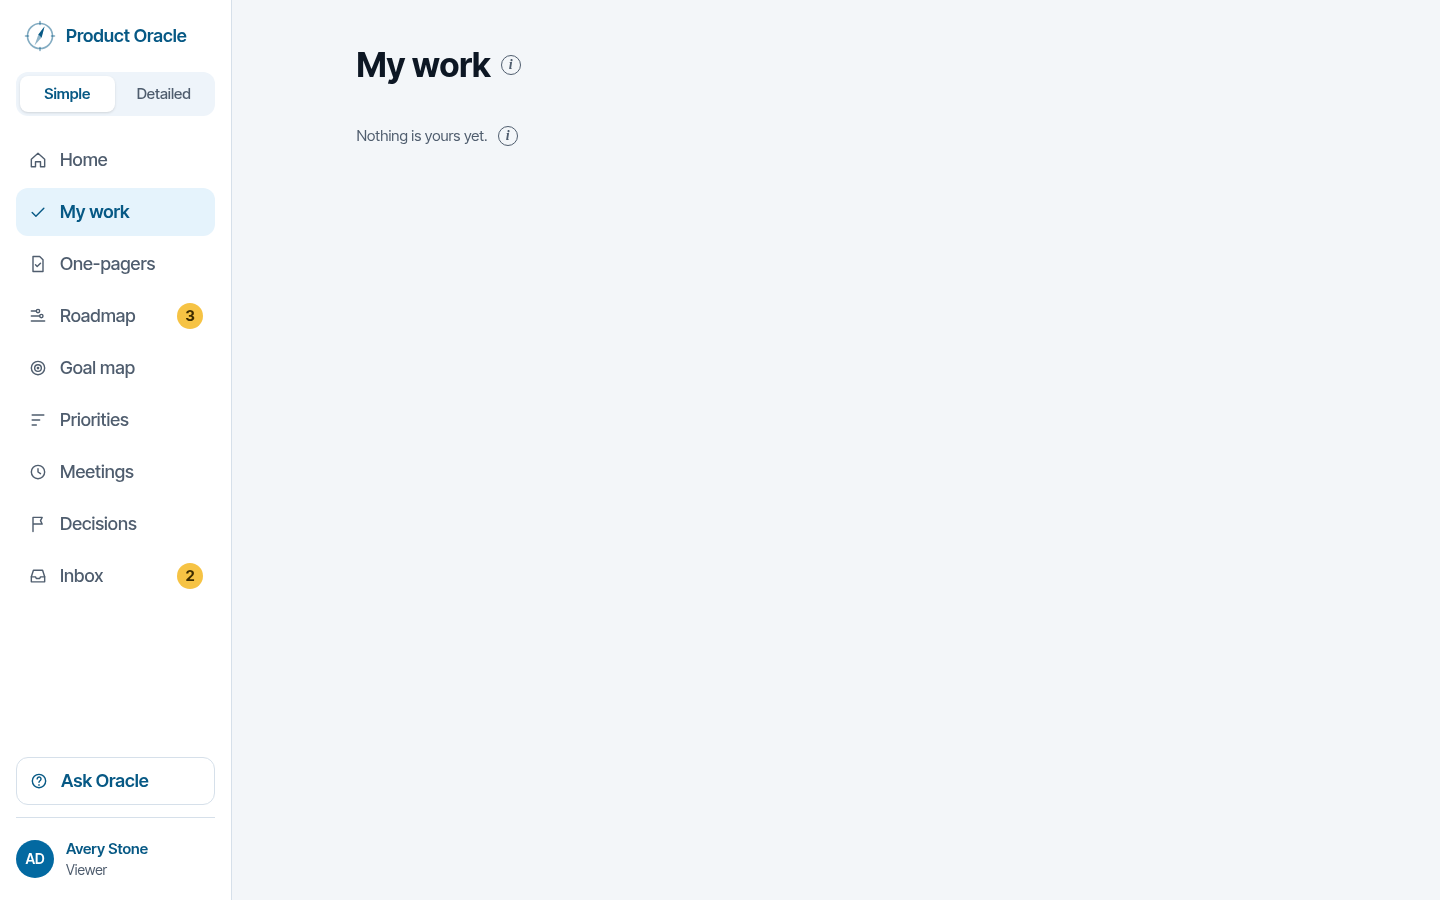 Product Oracle
Simple
Detailed
Home
My work
One-pagers
Roadmap 3
Goal map
Priorities
Meetings
Decisions
Inbox 2
Ask Oracle
AD
Avery Stone
Viewer
My work i
Nothing is yours yet. i